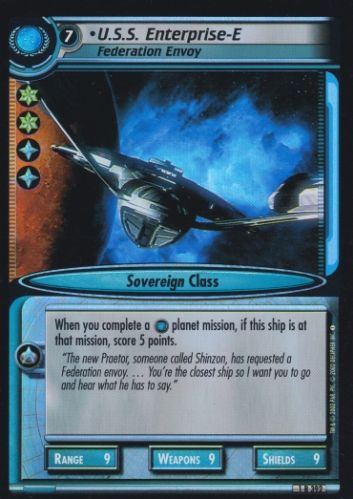 7
•U.S.S. Enterprise-E
Federation Envoy
Sovereign Class
When you complete a planet mission, if this ship is at
that mission, score 5 points.
"The new Praetor, someone called Shinzon, has requested a
Federation envoy. … You're the closest ship so I want you to go
and hear what he has to say."
RANGE 9
WEAPONS 9
SHIELDS 9